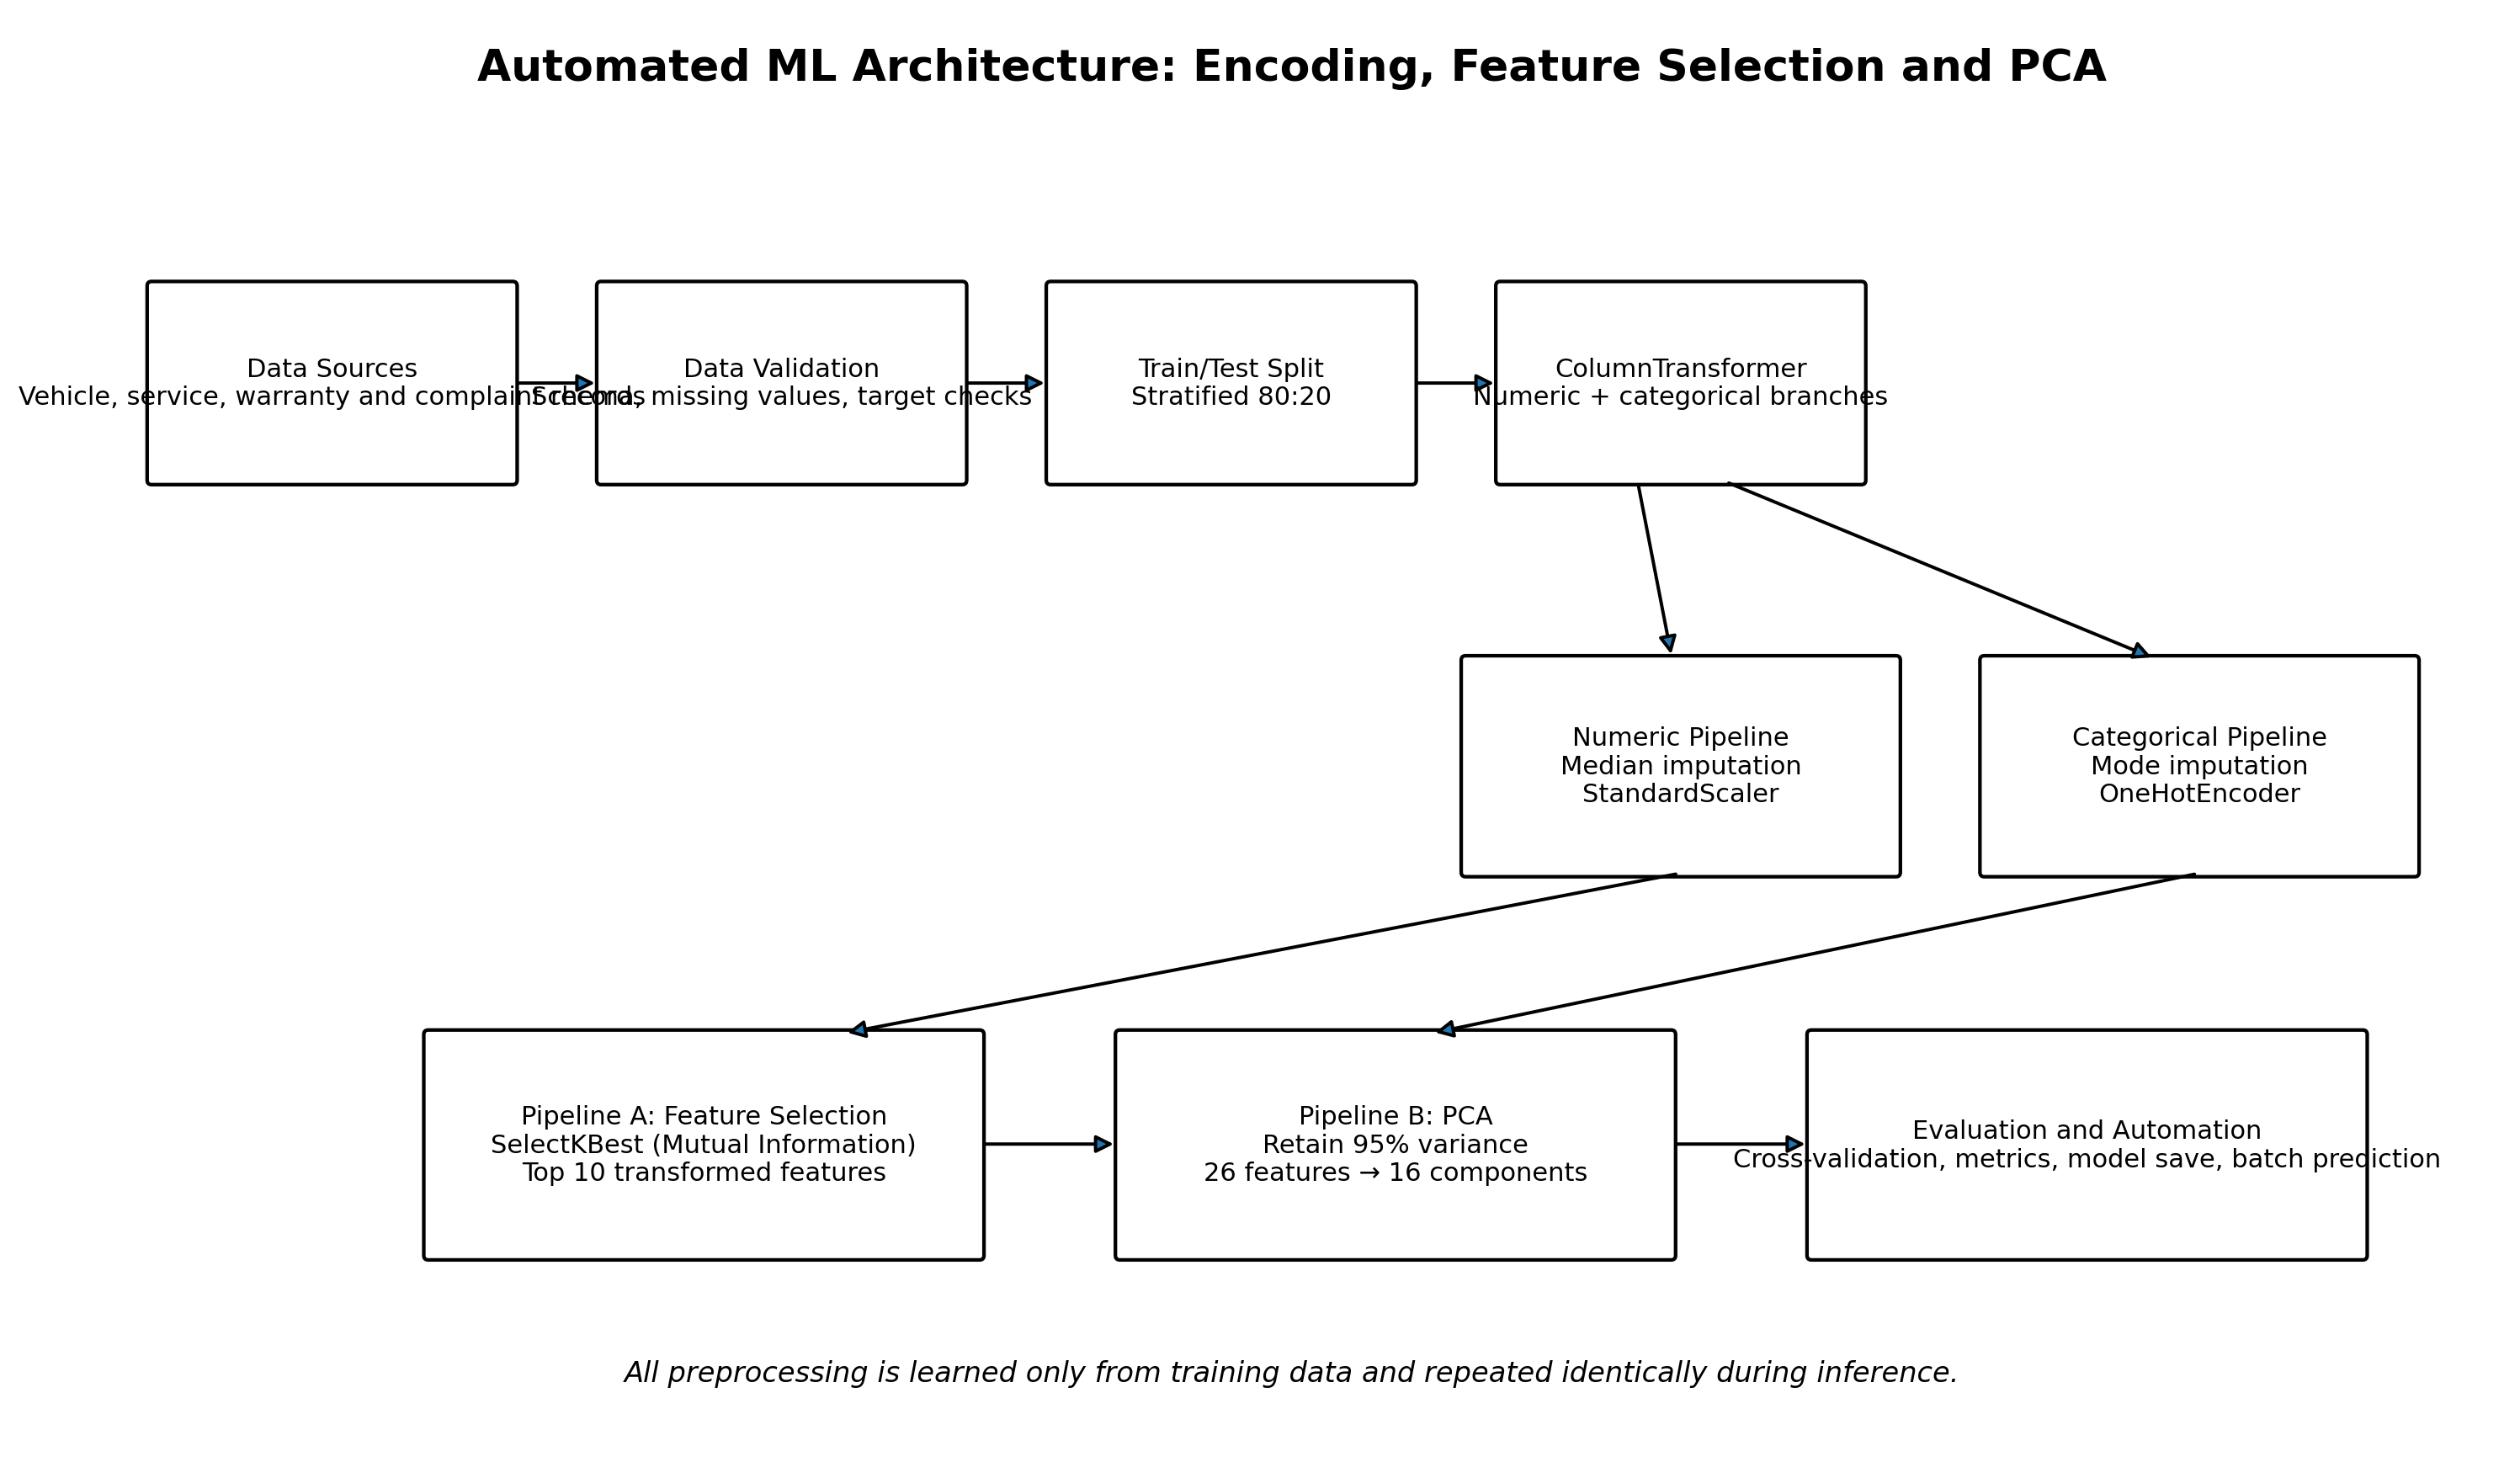 Automated ML Architecture: Encoding, Feature Selection and PCA
Data Sources
Vehicle, service, warranty and complaint records
Data Validation
Schema, missing values, target checks
Train/Test Split
Stratified 80:20
ColumnTransformer
Numeric + categorical branches
Numeric Pipeline
Median imputation
StandardScaler
Categorical Pipeline
Mode imputation
OneHotEncoder
Pipeline A: Feature Selection
SelectKBest (Mutual Information)
Top 10 transformed features
Pipeline B: PCA
Retain 95% variance
26 features → 16 components
Evaluation and Automation
Cross-validation, metrics, model save, batch prediction
All preprocessing is learned only from training data and repeated identically during inference.